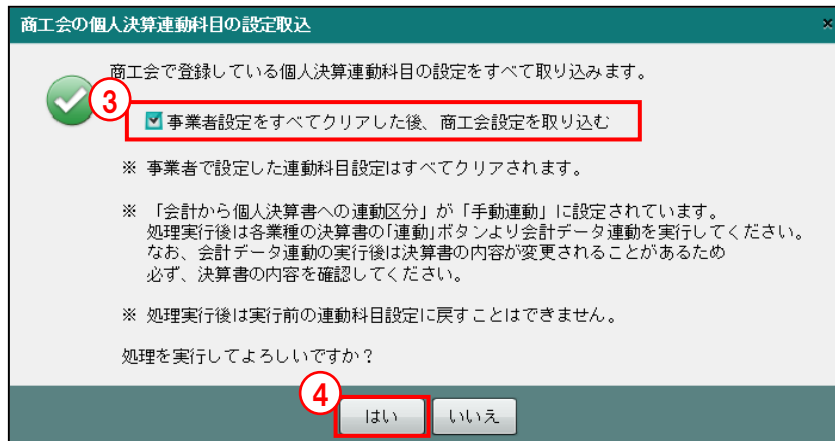 商工会の個人決算連動科目の設定取込
×
商工会で登録している個人決算連動科目の設定をすべて取り込みます。
3
事業者設定をすべてクリアした後、商工会設定を取り込む
※ 事業者で設定した連動科目設定はすべてクリアされます。
※ 「会計から個人決算書への連動区分」が「手動連動」に設定されています。
処理実行後は各業種の決算書の「連動」ボタンより会計データ連動を実行してください。
なお、会計データ連動の実行後は決算書の内容が変更されることがあるため
必ず、決算書の内容を確認してください。
※ 処理実行後は実行前の連動科目設定に戻すことはできません。
処理を実行してよろしいですか？
4
はい
いいえ